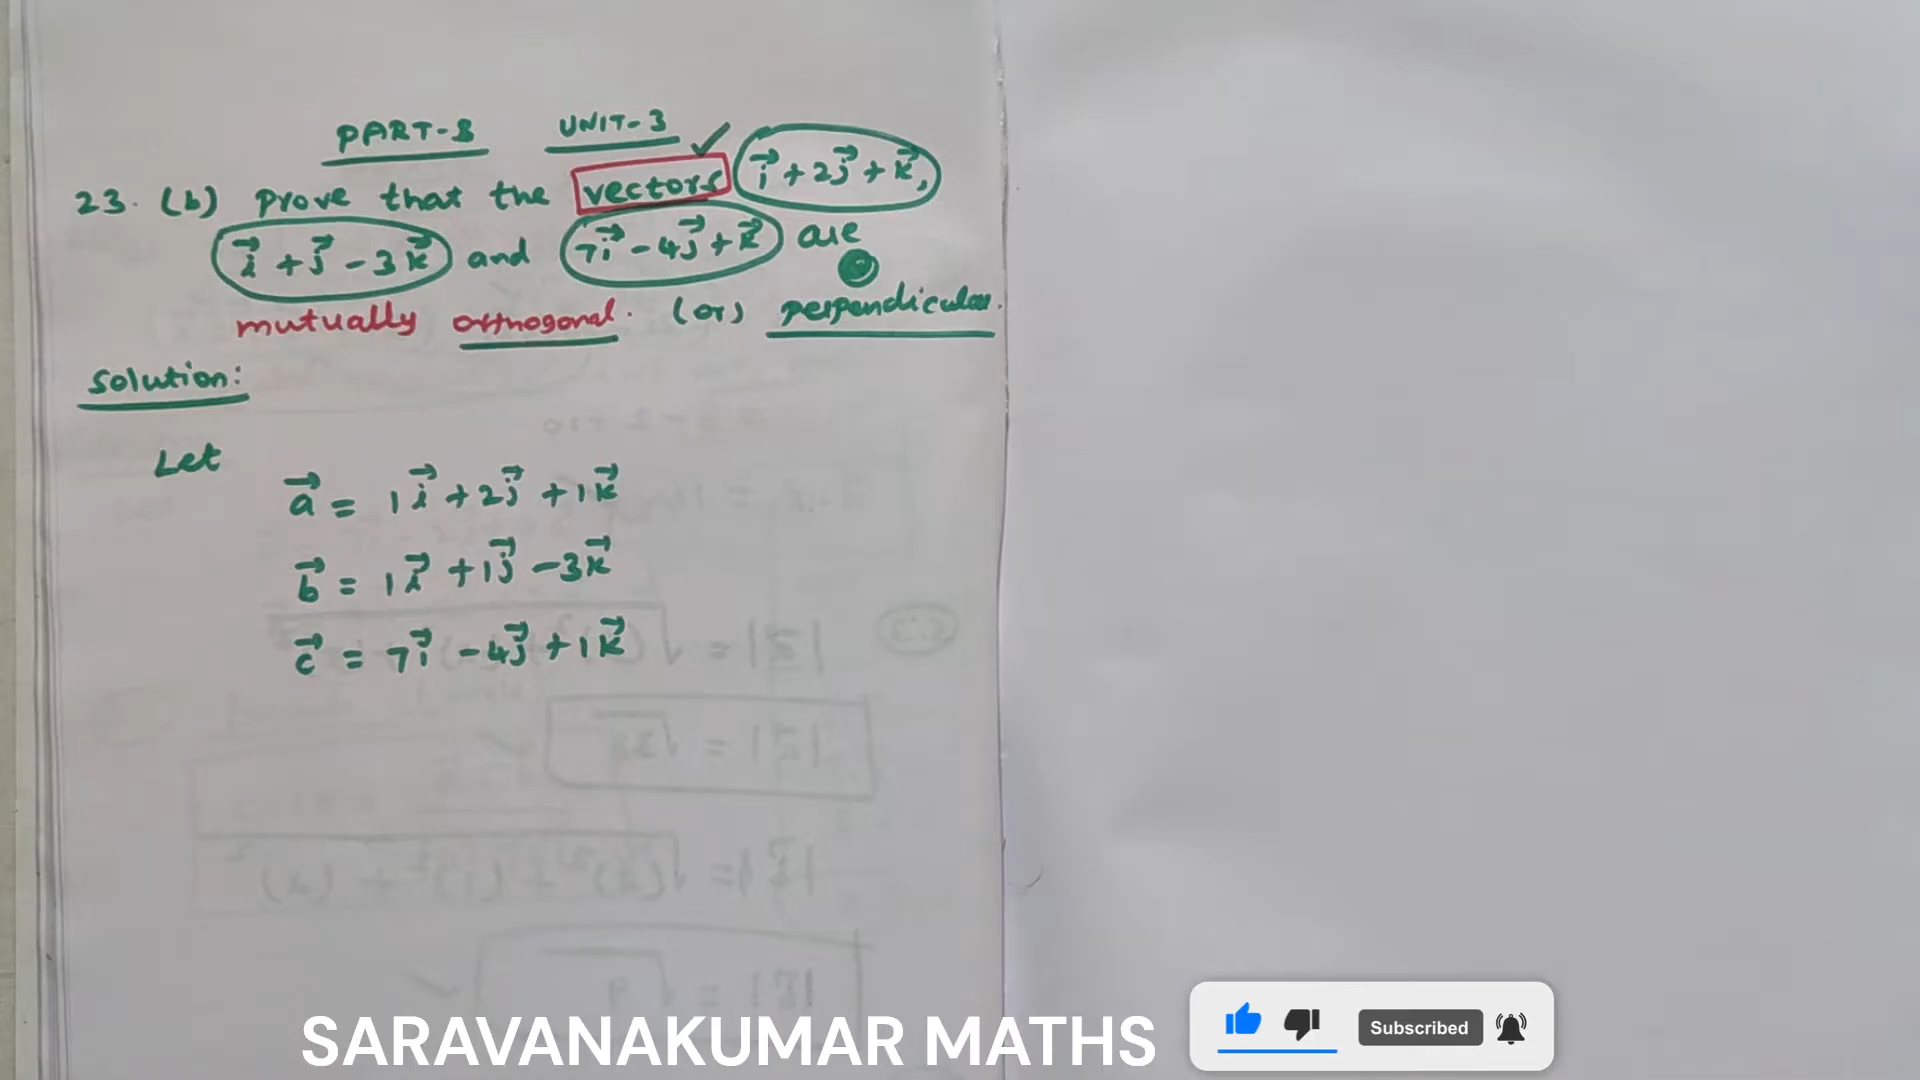 PART-B UNIT-3
23. (b) Prove that the vectors i⃗ + 2j⃗ + k⃗,
i⃗ + j⃗ - 3k⃗ and 7i⃗ - 4j⃗ + k⃗ are
mutually orthogonal. (or) perpendicular.
Solution:
Let
a⃗ = 1i⃗ + 2j⃗ + 1k⃗
b⃗ = 1i⃗ + 1j⃗ - 3k⃗
c⃗ = 7i⃗ - 4j⃗ + 1k⃗
SARAVANAKUMAR MATHS
Subscribed